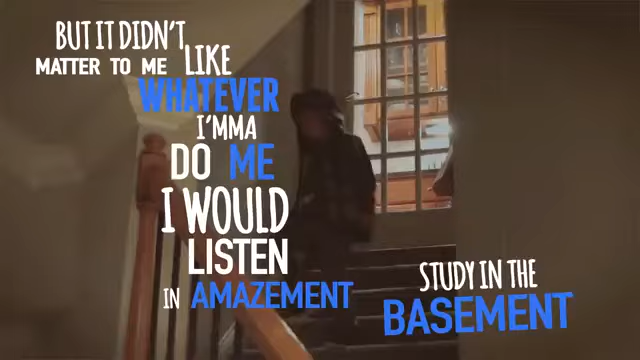 BUT IT DIDN'T
MATTER TO ME LIKE
WHATEVER
I'MMA
DO ME
I WOULD
LISTEN
IN AMAZEMENT
STUDY IN THE
BASEMENT